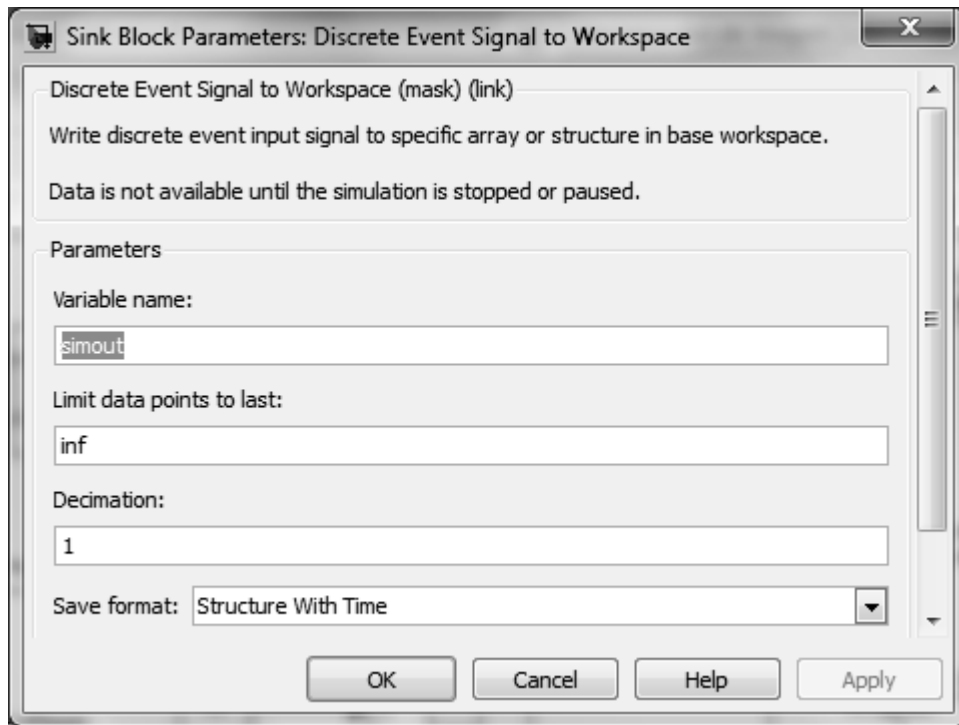 Sink Block Parameters: Discrete Event Signal to Workspace
Discrete Event Signal to Workspace (mask) (link)
Write discrete event input signal to specific array or structure in base workspace.
Data is not available until the simulation is stopped or paused.
Parameters
Variable name:
simout
Limit data points to last:
inf
Decimation:
1
Save format: Structure With Time
OK Cancel Help Apply